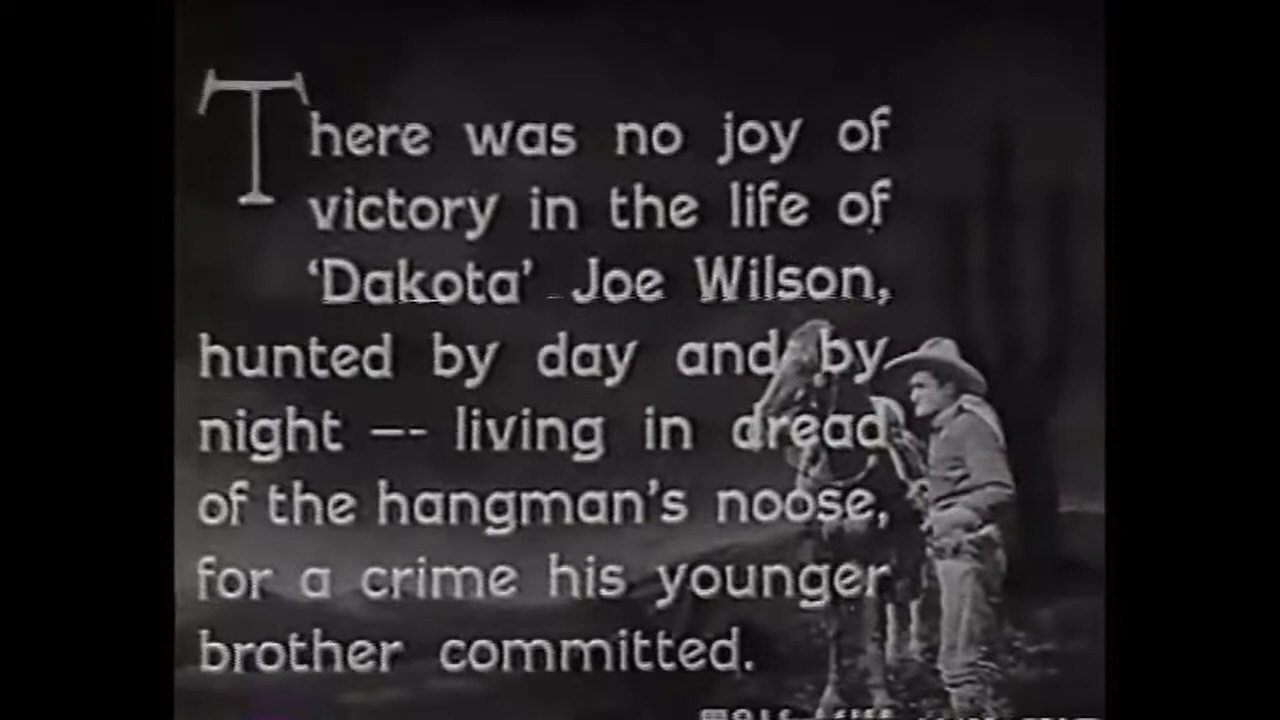 There was no joy of
victory in the life of
‘Dakota’ Joe Wilson,
hunted by day and by
night –-- living in dread
of the hangman’s noose,
for a crime his younger
brother committed.